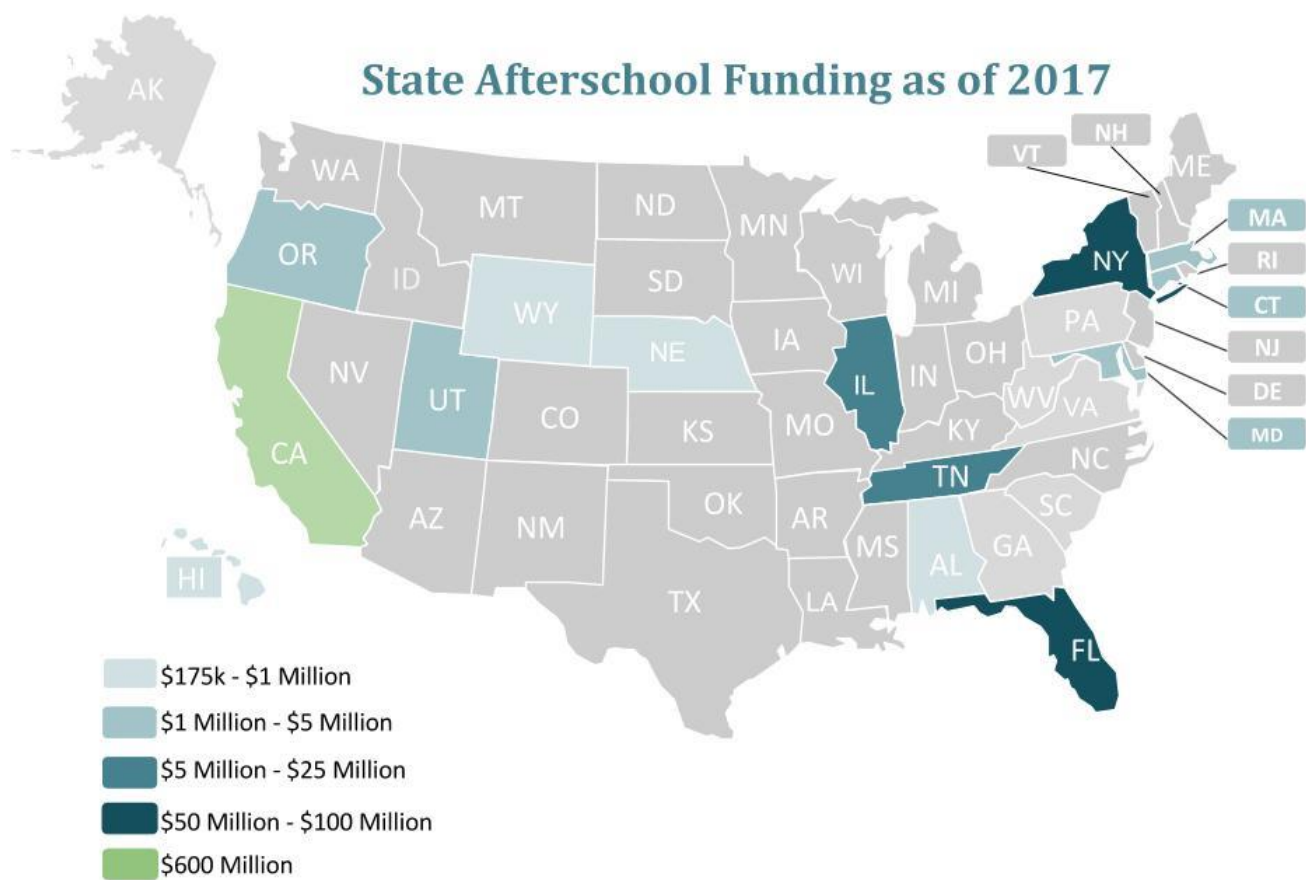 State Afterschool Funding as of 2017
AK
WA
MT
ND
MN
VT
NH
ME
OR
ID
WY
SD
WI
MI
NY
MA
RI
CT
NJ
DE
MD
PA
NE
IA
IL
IN
OH
WV
VA
NV
UT
CO
KS
MO
KY
CA
AZ
NM
OK
AR
TN
NC
SC
HI
TX
LA
MS
AL
GA
FL
$175k - $1 Million
$1 Million - $5 Million
$5 Million - $25 Million
$50 Million - $100 Million
$600 Million